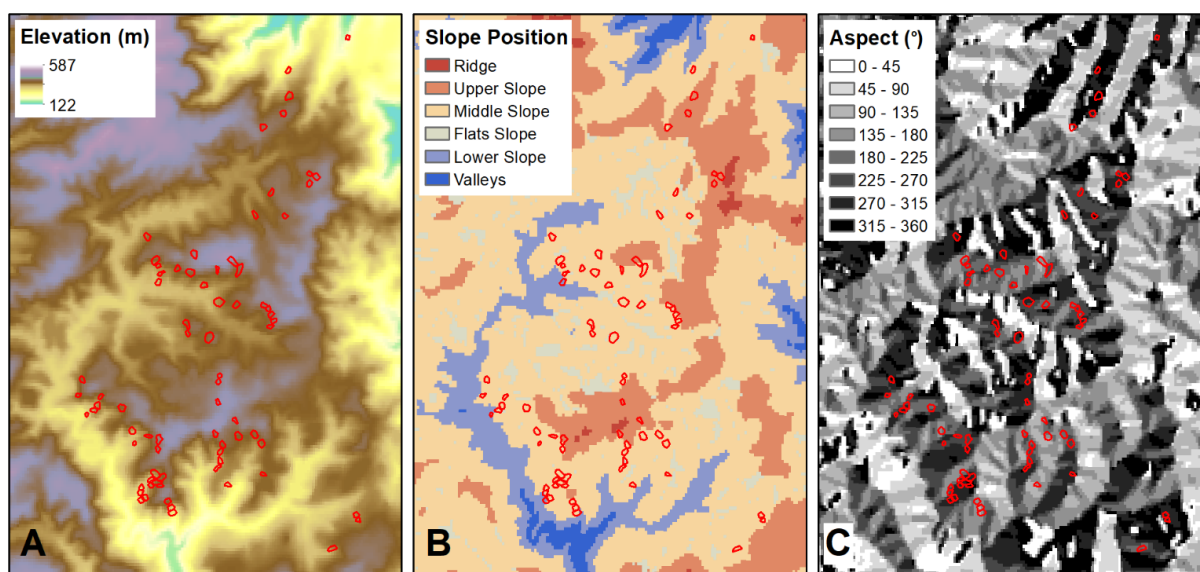 Elevation (m)
587
122
A
Slope Position
Ridge
Upper Slope
Middle Slope
Flats Slope
Lower Slope
Valleys
B
Aspect (°)
0 - 45
45 - 90
90 - 135
135 - 180
180 - 225
225 - 270
270 - 315
315 - 360
C